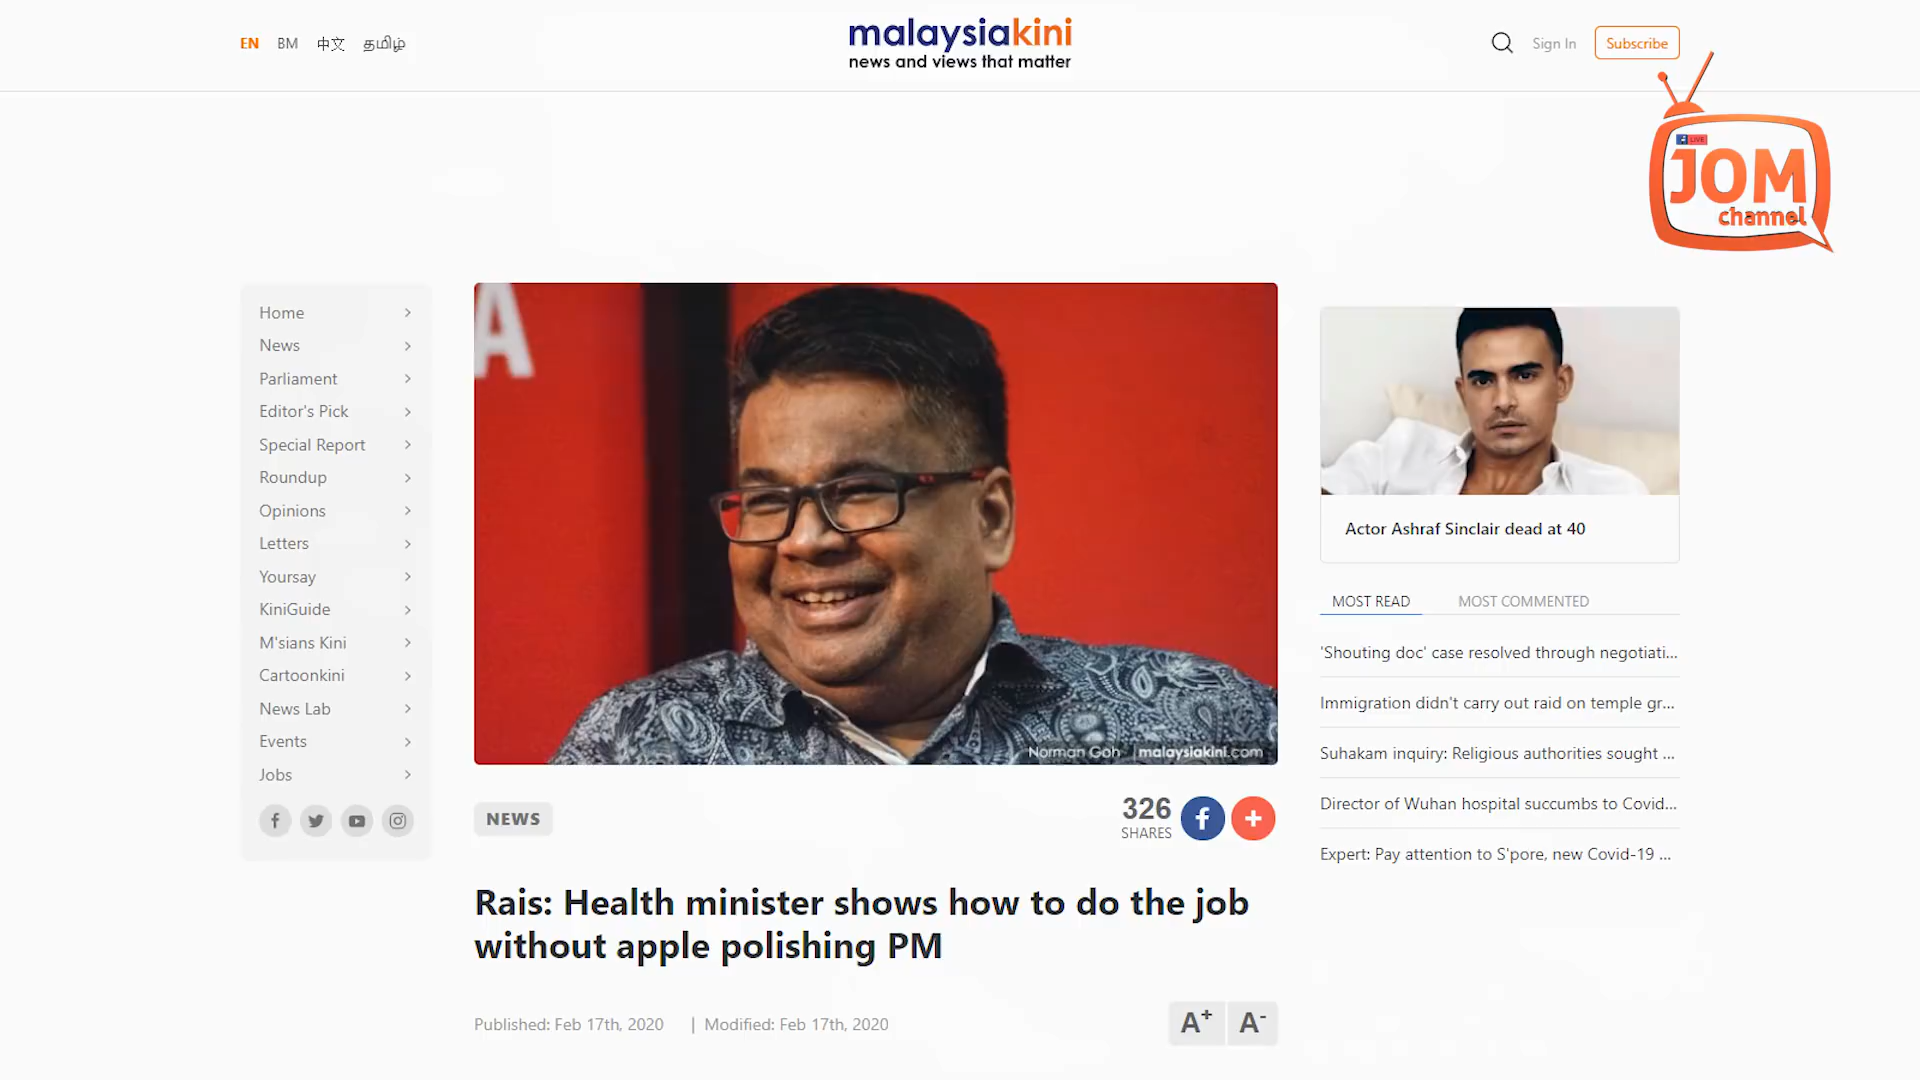 EN BM 中文 தமிழ்
malaysiakini
news and views that matter
Sign In
Subscribe
LIVE
JOM
channel
Home
News
Parliament
Editor's Pick
Special Report
Roundup
Opinions
Letters
Yoursay
KiniGuide
M'sians Kini
Cartoonkini
News Lab
Events
Jobs
A
Norman Goh malaysiakini.com
NEWS
326
SHARES
Rais: Health minister shows how to do the job
without apple polishing PM
Published: Feb 17th, 2020 | Modified: Feb 17th, 2020
A+ A-
Actor Ashraf Sinclair dead at 40
MOST READ MOST COMMENTED
'Shouting doc' case resolved through negotiati...
Immigration didn't carry out raid on temple gr...
Suhakam inquiry: Religious authorities sought ...
Director of Wuhan hospital succumbs to Covid...
Expert: Pay attention to S'pore, new Covid-19 ...